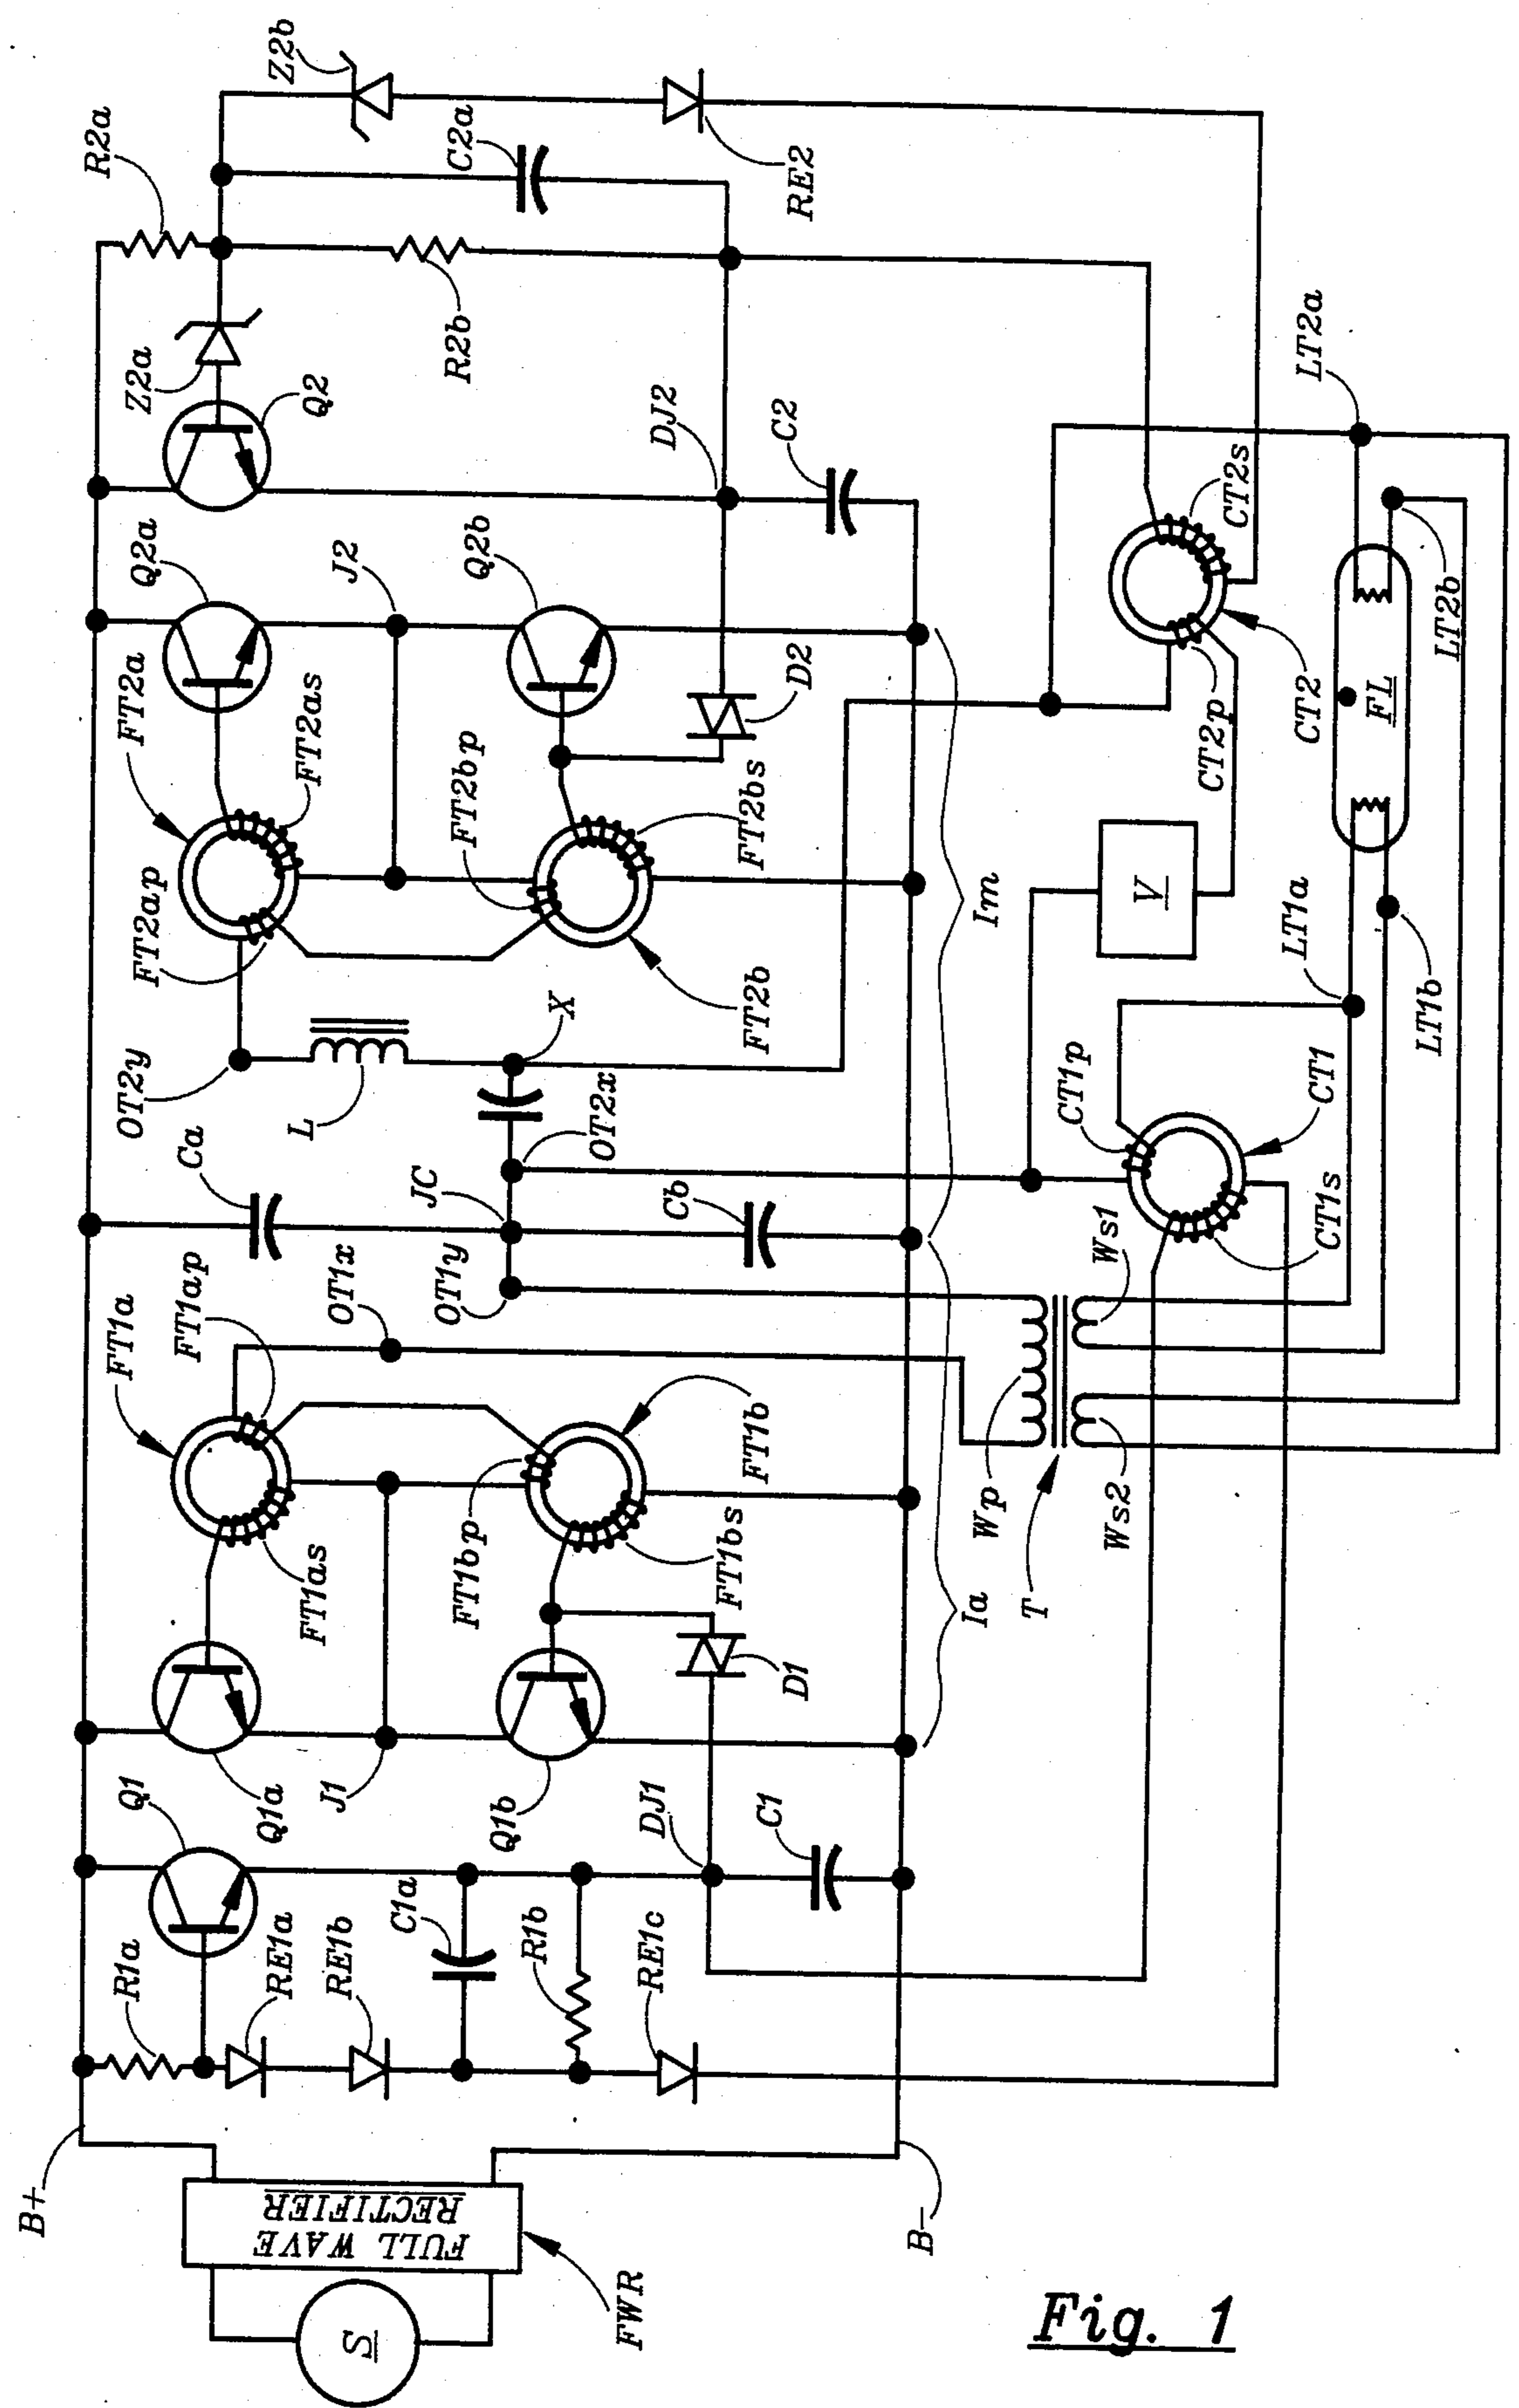 B+
S
FULL WAVE
RECTIFIER
FWR
B-
R1a
Q1
RE1a
RE1b
C1a
R1b
RE1c
Q1a
J1
Q1b
DJ1
C1
D1
FT1a
FT1ap
FT1as
FT1bp
FT1b
FT1bs
Ia
OT1x
OT1y
JC
Ca
Cb
OT2y
L
X
OT2x
FT2a
FT2ap
FT2as
FT2bp
FT2bs
FT2b
Im
Q2a
J2
Q2b
D2
DJ2
C2
Q2
Z2a
R2a
R2b
C2a
Z2b
RE2
Wp
T
Ws1
Ws2
CT1p
CT1
CT1s
V
CT2p
CT2
CT2s
FL
LT1a
LT1b
LT2a
LT2b
Fig. 1